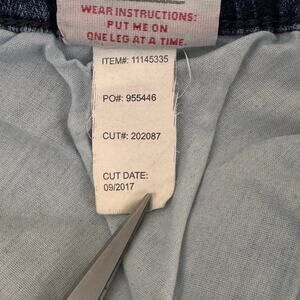 WEAR INSTRUCTIONS:
PUT ME ON
ONE LEG AT A TIME.
ITEM#: 11145335
PO#: 955446
CUT#: 202087
CUT DATE:
09/2017